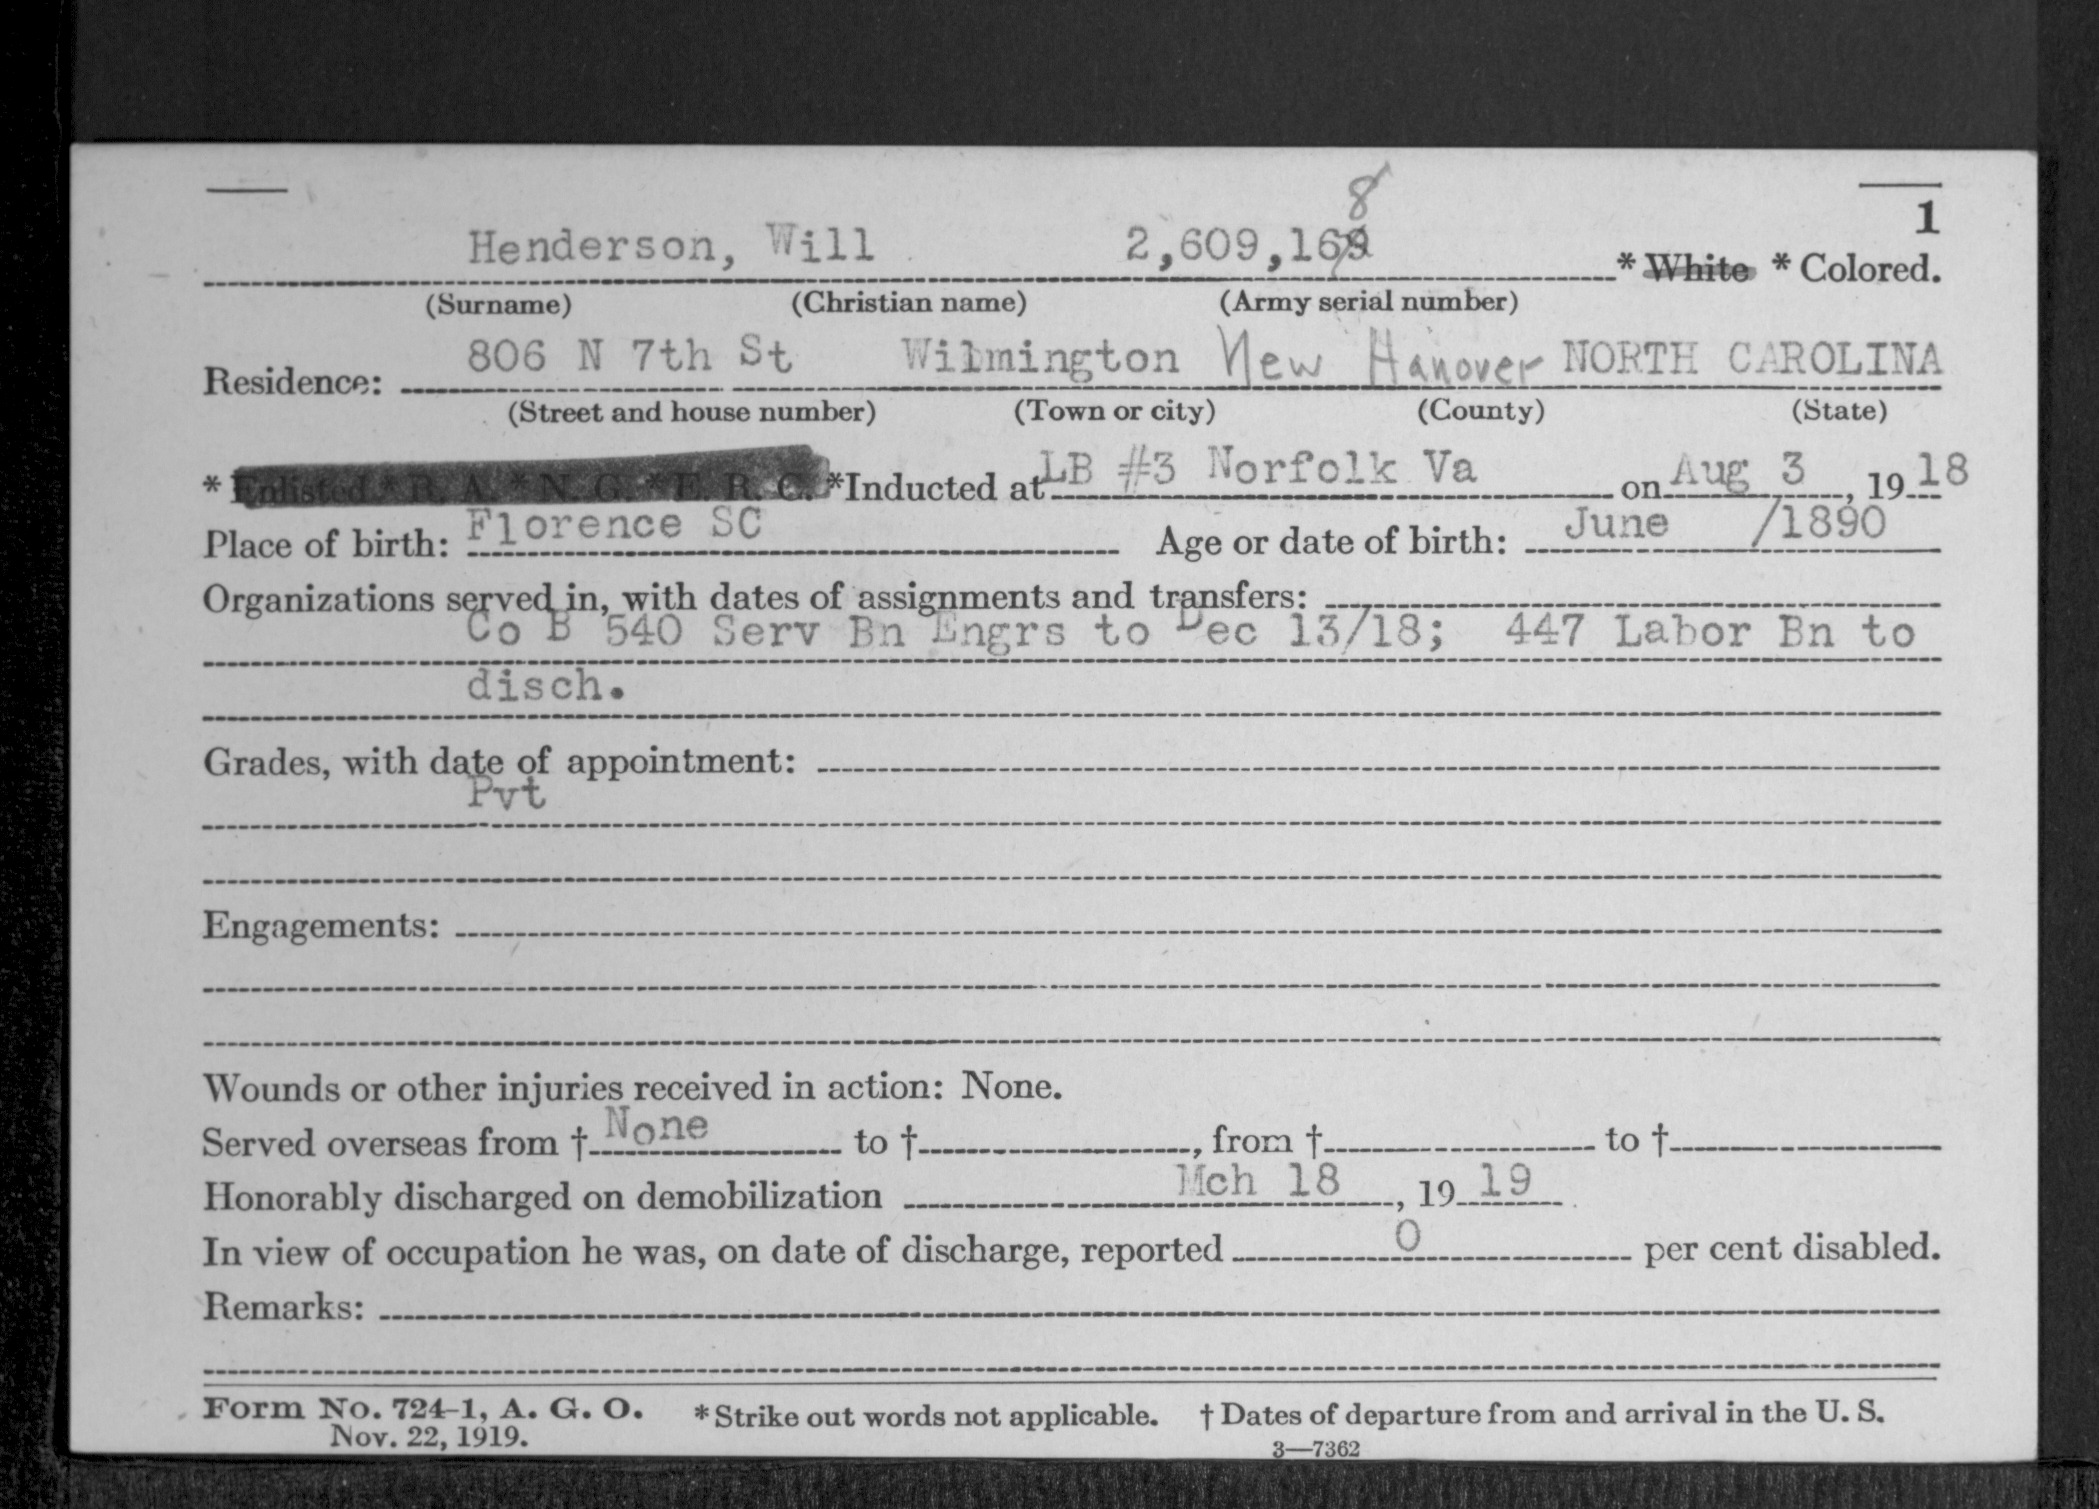 1
8
Henderson, Will 2,609,169 * White * Colored.
(Surname) (Christian name) (Army serial number)
806 N 7th St Wilmington New Hanover NORTH CAROLINA
Residence:
(Street and house number) (Town or city) (County) (State)
* Enlisted * R. A. * N. G. * E. R. C. *Inducted at LB #3 Norfolk Va on Aug 3, 1918
Place of birth: Florence SC Age or date of birth: June /1890
Organizations served in, with dates of assignments and transfers:
Co B 540 Serv Bn Engrs to Dec 13/18; 447 Labor Bn to
disch.
Grades, with date of appointment:
Pvt
Engagements:
Wounds or other injuries received in action: None.
Served overseas from † None to †, from † to †
Honorably discharged on demobilization Mch 18, 1919
In view of occupation he was, on date of discharge, reported 0 per cent disabled.
Remarks:
Form No. 724-1, A. G. O. *Strike out words not applicable. † Dates of departure from and arrival in the U. S.
Nov. 22, 1919.
3—7362